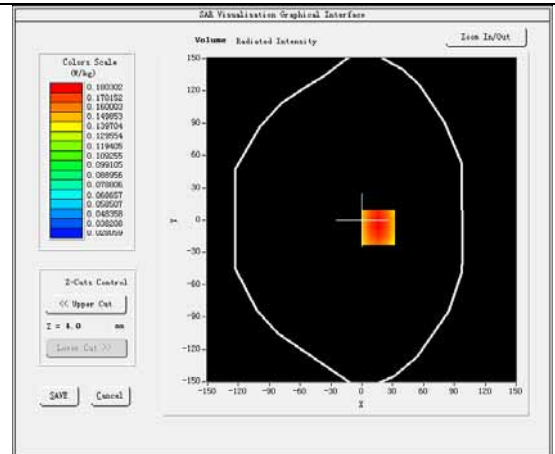 SAR Visualisation Graphical Interface
Volume Radiated Intensity
Zoom In/Out
Colors Scale
(W/kg)
0.180302
0.170152
0.160003
0.149853
0.139704
0.129554
0.119405
0.109255
0.099105
0.088956
0.078806
0.068657
0.058507
0.048358
0.038208
0.028059
150
120
90
60
30
0
-30
-60
-90
-120
-150
Y
-150 -120 -90 -60 -30 0 30 60 90 120 150
X
Z-Cuts Control
<< Upper Cut
Z = 4.0 mm
Lower Cut >>
SAVE Cancel